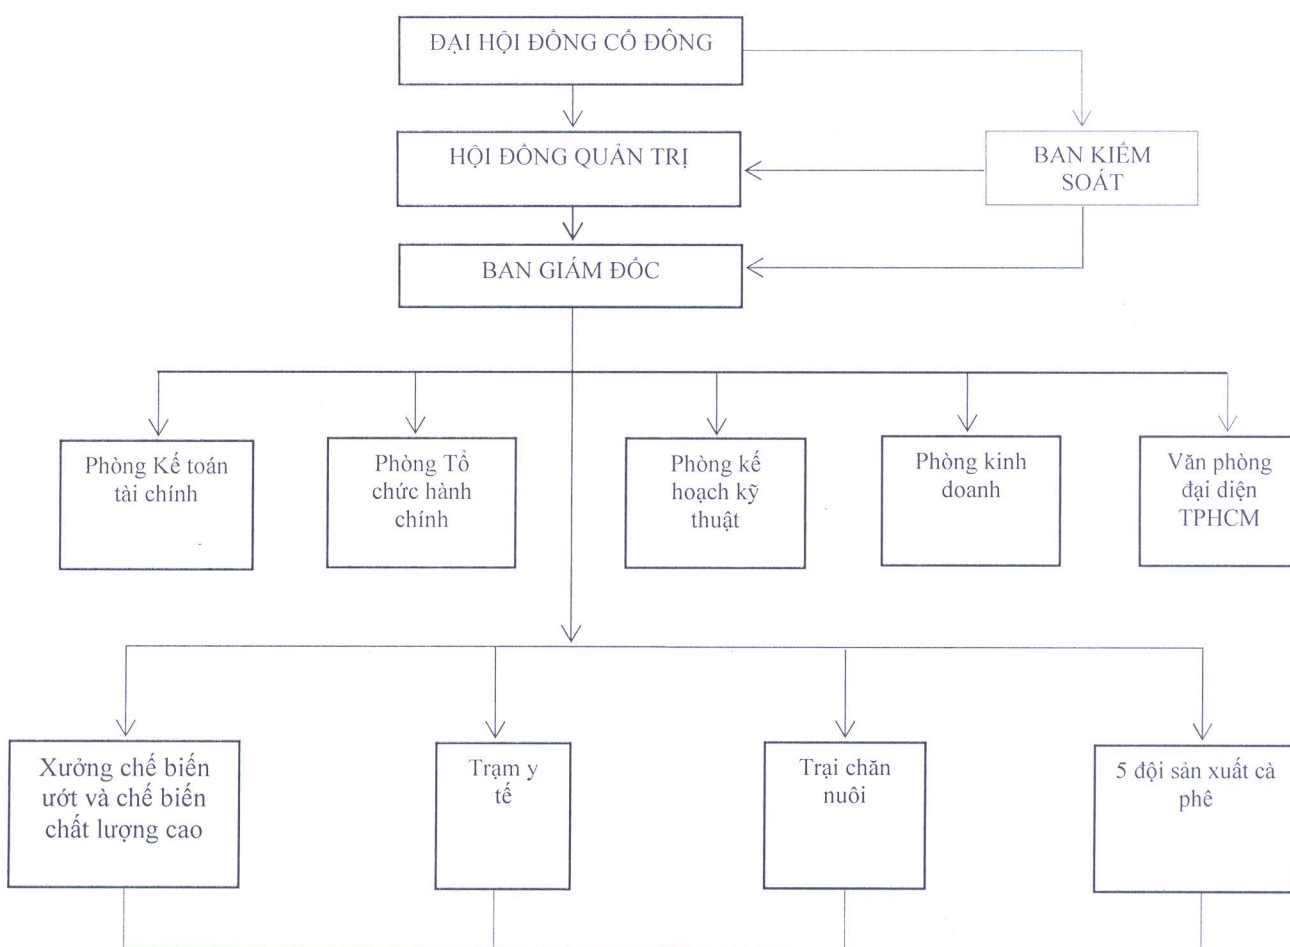 ĐẠI HỘI ĐỒNG CỔ ĐÔNG
HỘI ĐỒNG QUẢN TRỊ
BAN KIỂM
SOÁT
BAN GIÁM ĐỐC
Phòng Kế toán
tài chính
Phòng Tổ
chức hành
chính
Phòng kế
hoạch kỹ
thuật
Phòng kinh
doanh
Văn phòng
đại diện
TPHCM
Xưởng chế biến
ướt và chế biến
chất lượng cao
Trạm y
tế
Trại chăn
nuôi
5 đội sản xuất cà
phê